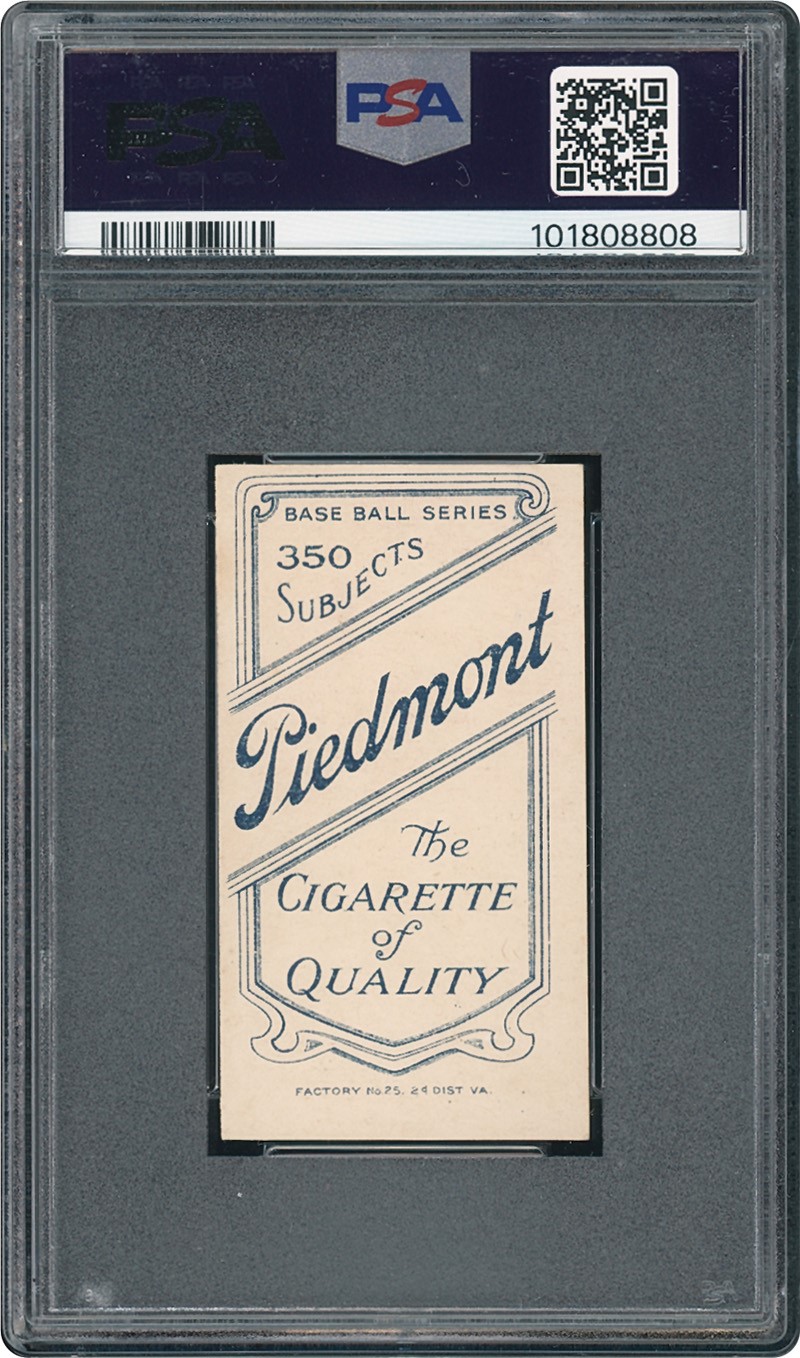 PSA
PSA
101808808
BASE BALL SERIES
350
SUBJECTS
Piedmont
The
CIGARETTE
of
QUALITY
FACTORY No. 25, 2d DIST VA.